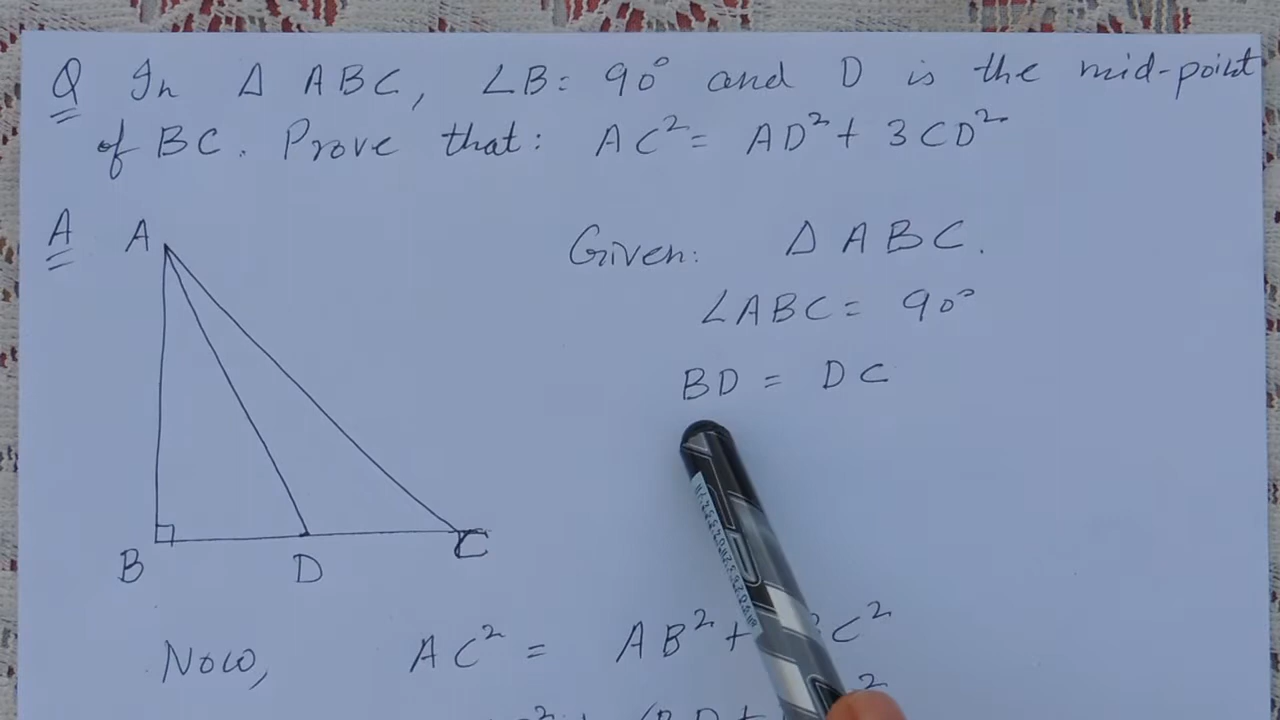 Q In Δ ABC, ∠B= 90° and D is the mid-point
of BC. Prove that: AC²= AD²+ 3CD²
A
A
Given: Δ ABC.
∠ABC= 90°
BD = DC
B
D
C
Now, AC² = AB²+ C²